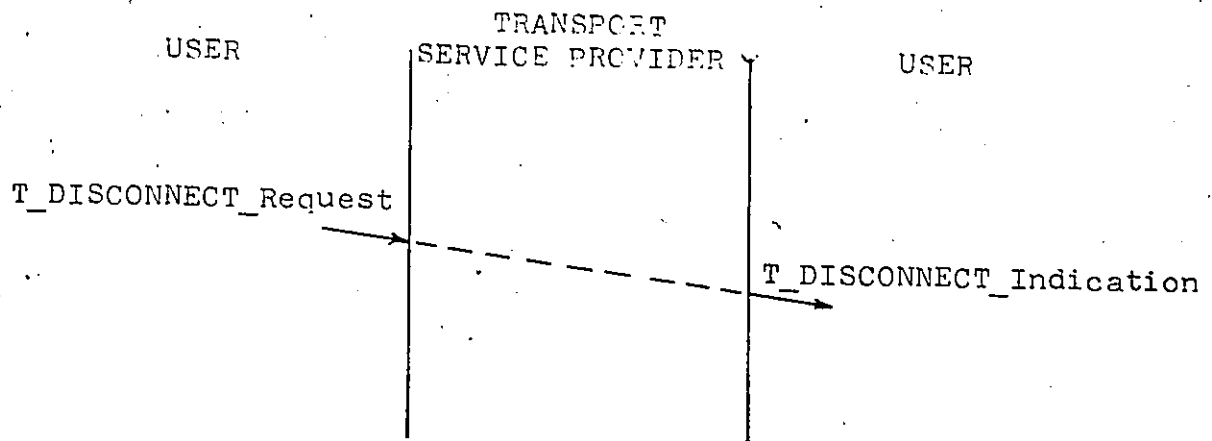 TRANSPORT
USER
SERVICE PROVIDER
USER
T_DISCONNECT_Request
T_DISCONNECT_Indication